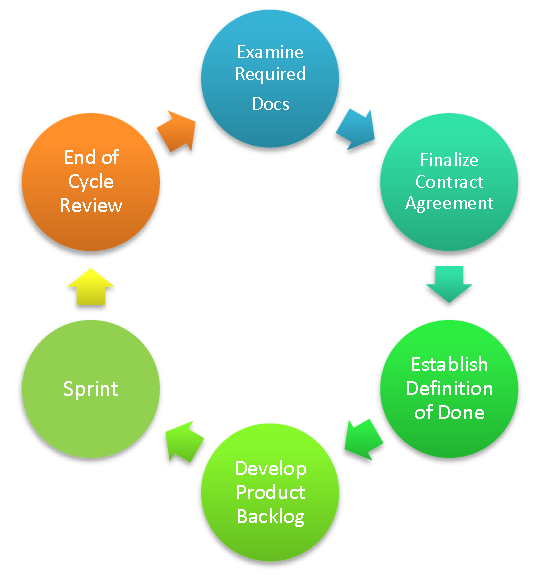 Examine
Required
Docs
Finalize
Contract
Agreement
Establish
Definition
of Done
Develop
Product
Backlog
Sprint
End of
Cycle
Review